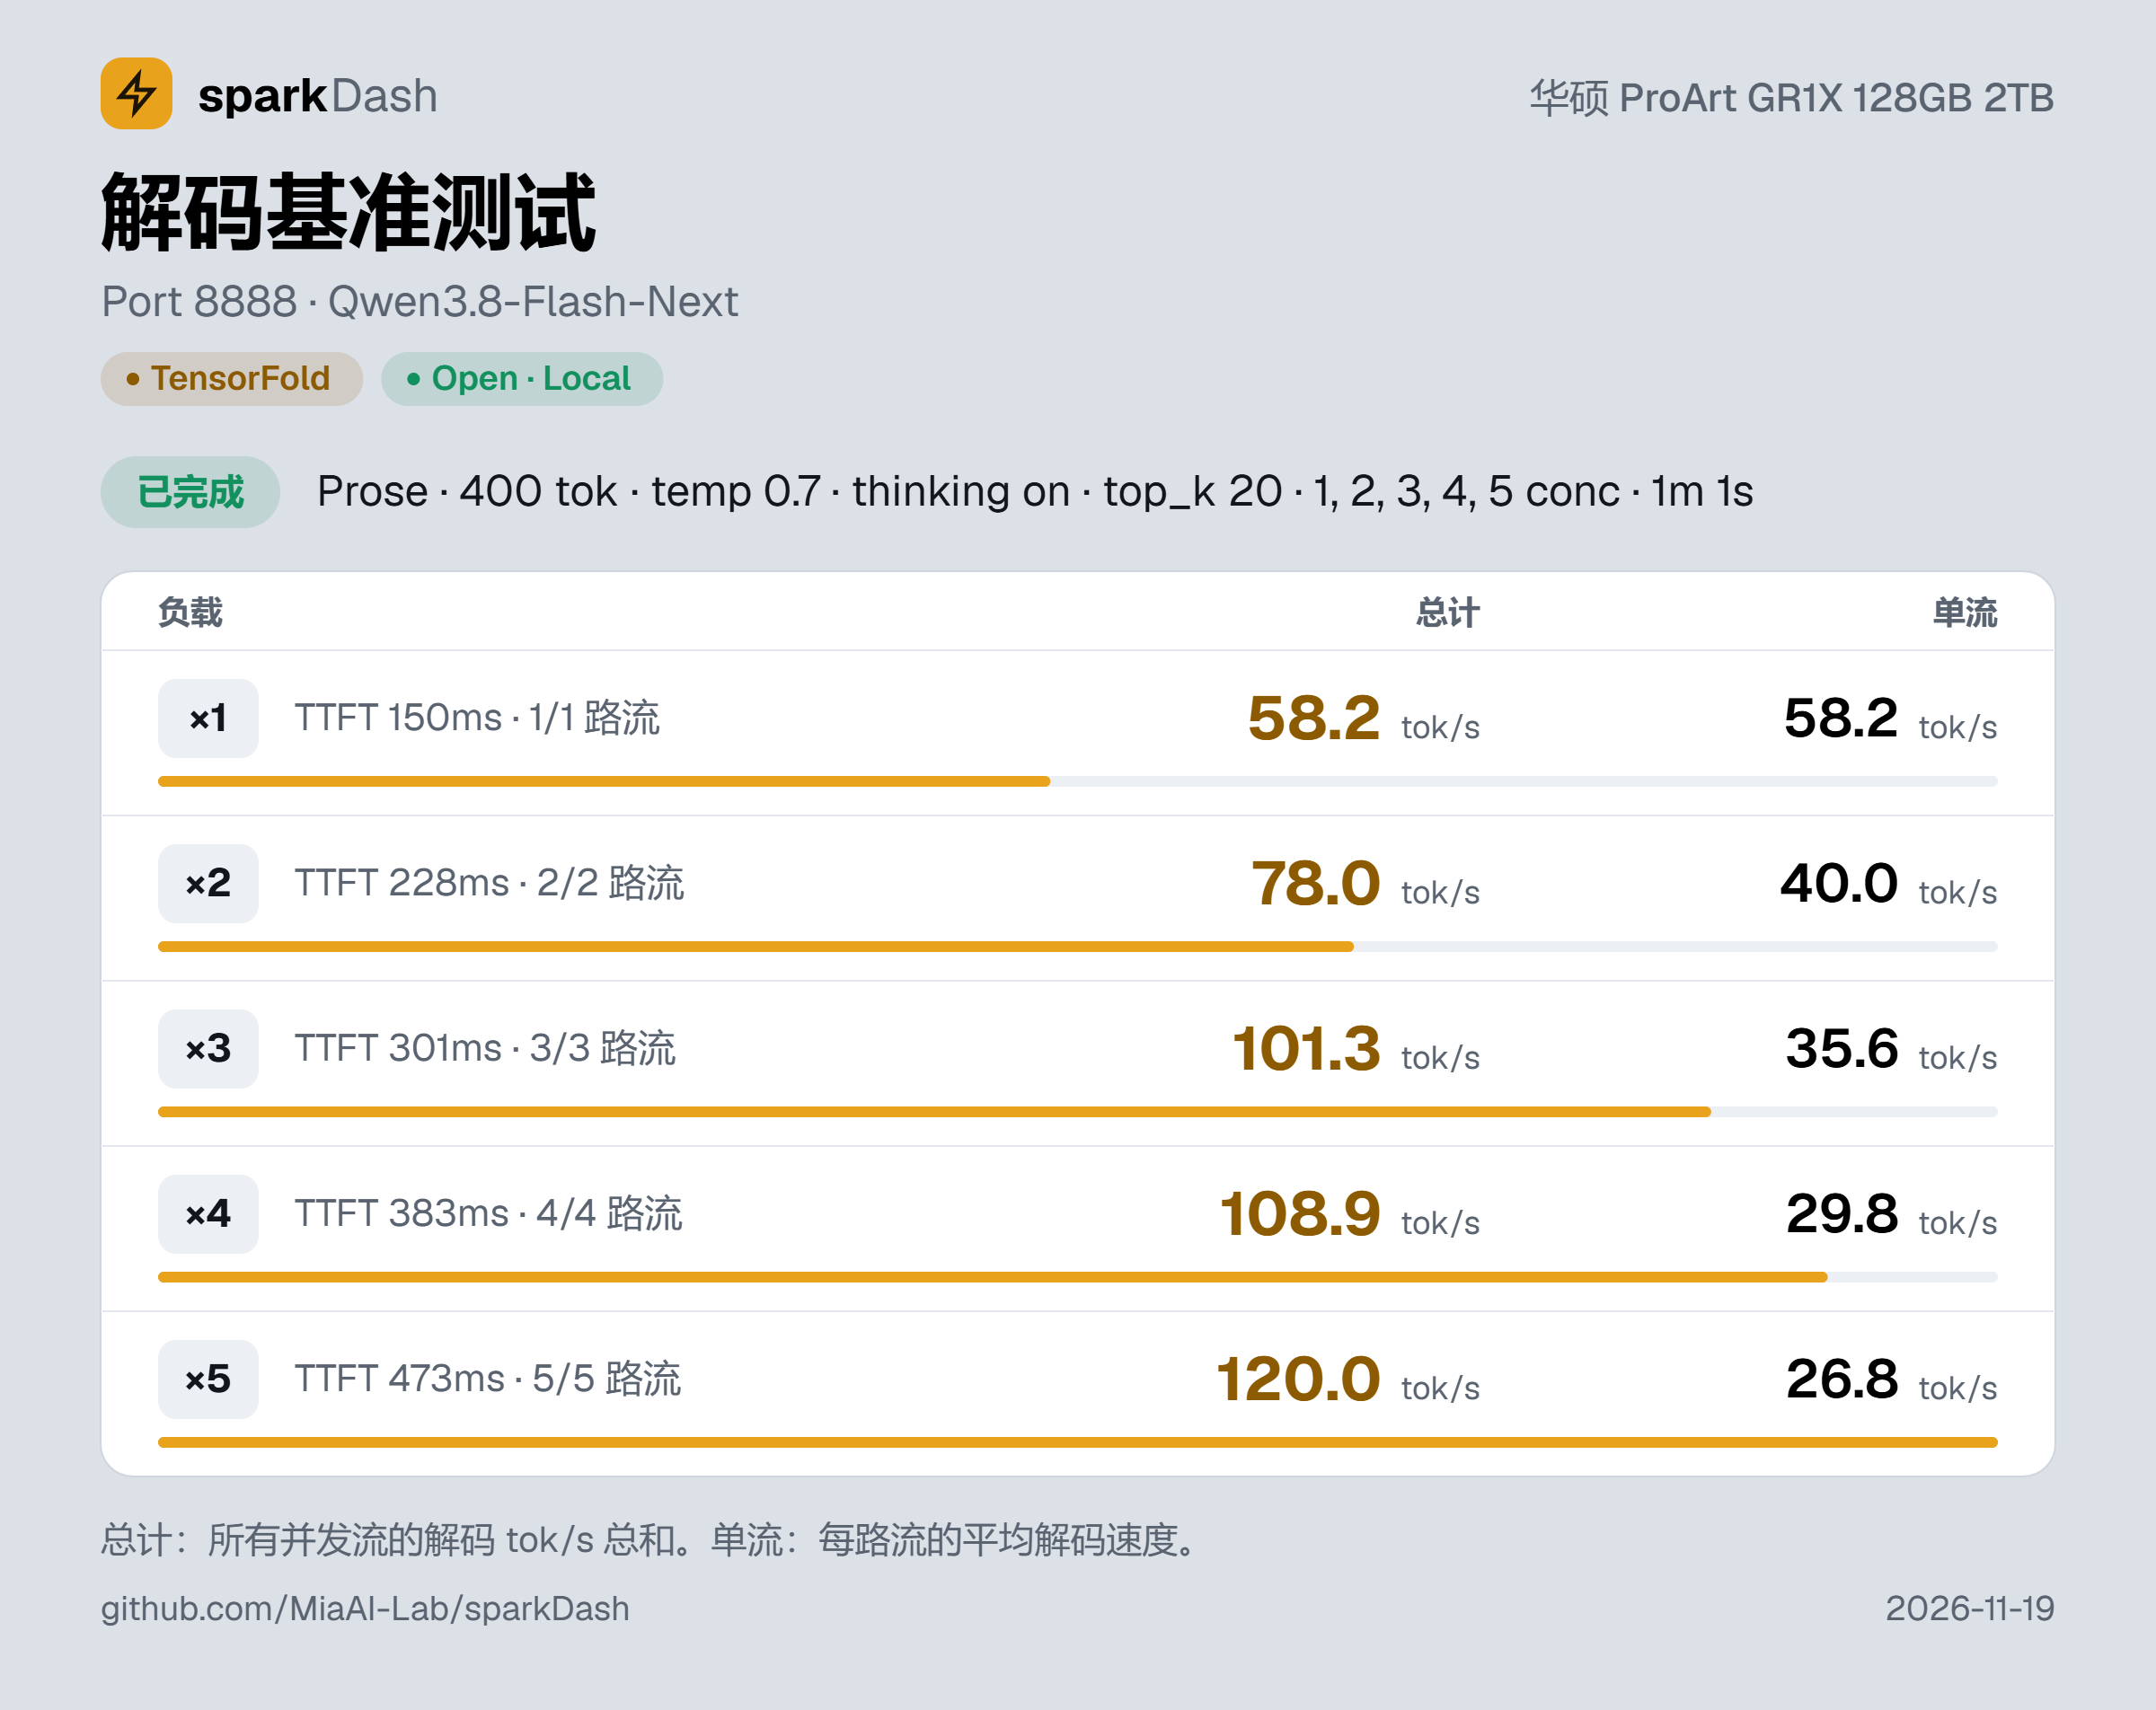 sparkDash
华硕 ProArt GR1X 128GB 2TB
解码基准测试
Port 8888 · Qwen3.8-Flash-Next
TensorFold
Open · Local
已完成 Prose · 400 tok · temp 0.7 · thinking on · top_k 20 · 1, 2, 3, 4, 5 conc · 1m 1s
负载 总计 单流
×1 TTFT 150ms · 1/1 路流 58.2 tok/s 58.2 tok/s
×2 TTFT 228ms · 2/2 路流 78.0 tok/s 40.0 tok/s
×3 TTFT 301ms · 3/3 路流 101.3 tok/s 35.6 tok/s
×4 TTFT 383ms · 4/4 路流 108.9 tok/s 29.8 tok/s
×5 TTFT 473ms · 5/5 路流 120.0 tok/s 26.8 tok/s
总计：所有并发流的解码 tok/s 总和。单流：每路流的平均解码速度。
github.com/MiaAI-Lab/sparkDash 2026-11-19